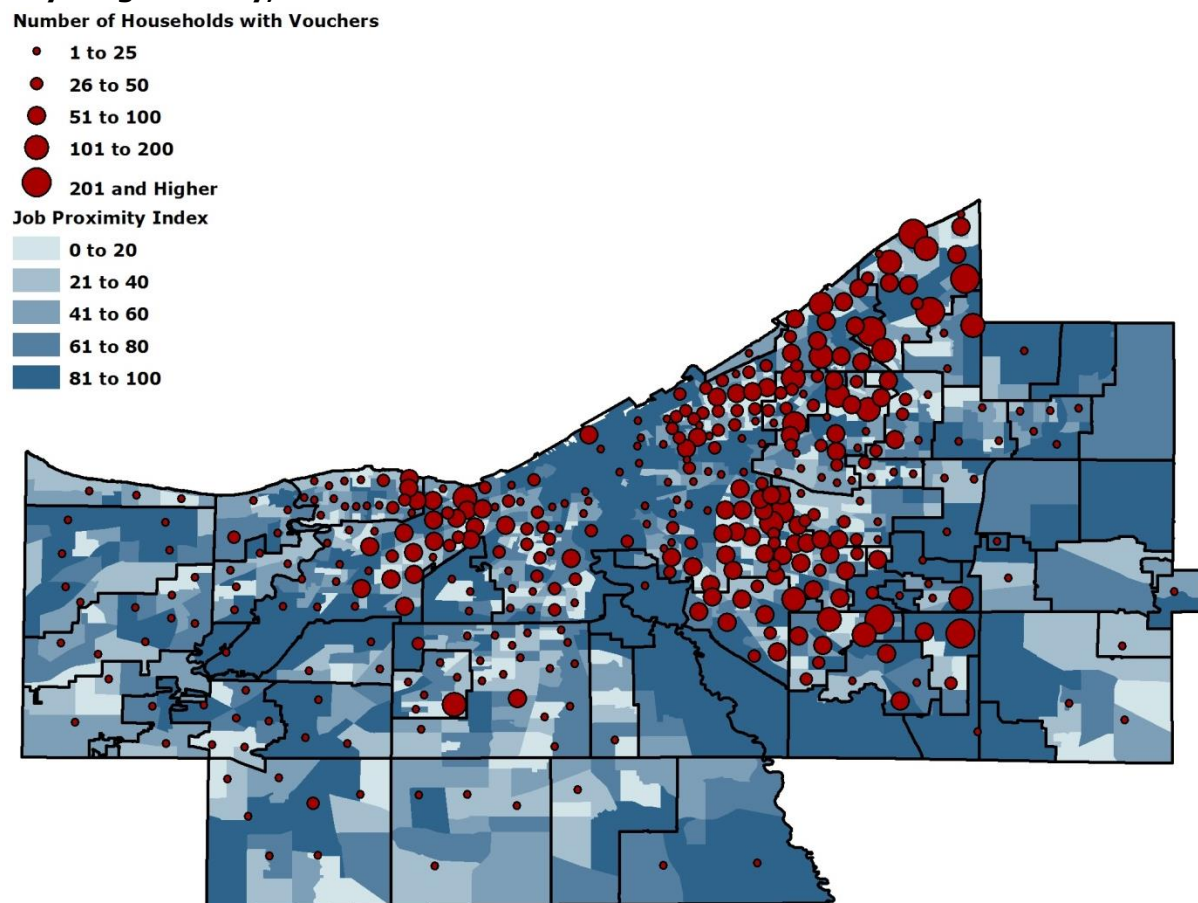 Number of Households with Vouchers
1 to 25
26 to 50
51 to 100
101 to 200
201 and Higher
Job Proximity Index
0 to 20
21 to 40
41 to 60
61 to 80
81 to 100